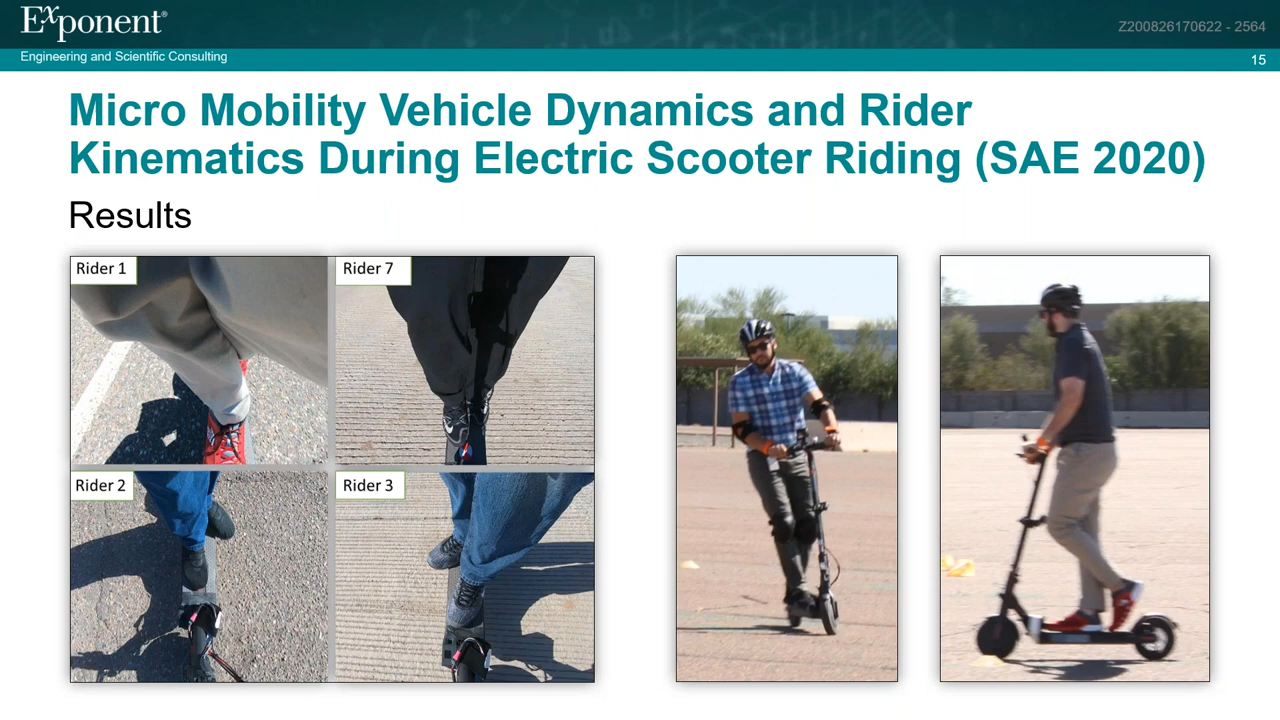 Exponent®
Z200826170622 - 2564
Engineering and Scientific Consulting
15
Micro Mobility Vehicle Dynamics and Rider
Kinematics During Electric Scooter Riding (SAE 2020)
Results
Rider 1
Rider 7
Rider 2
Rider 3